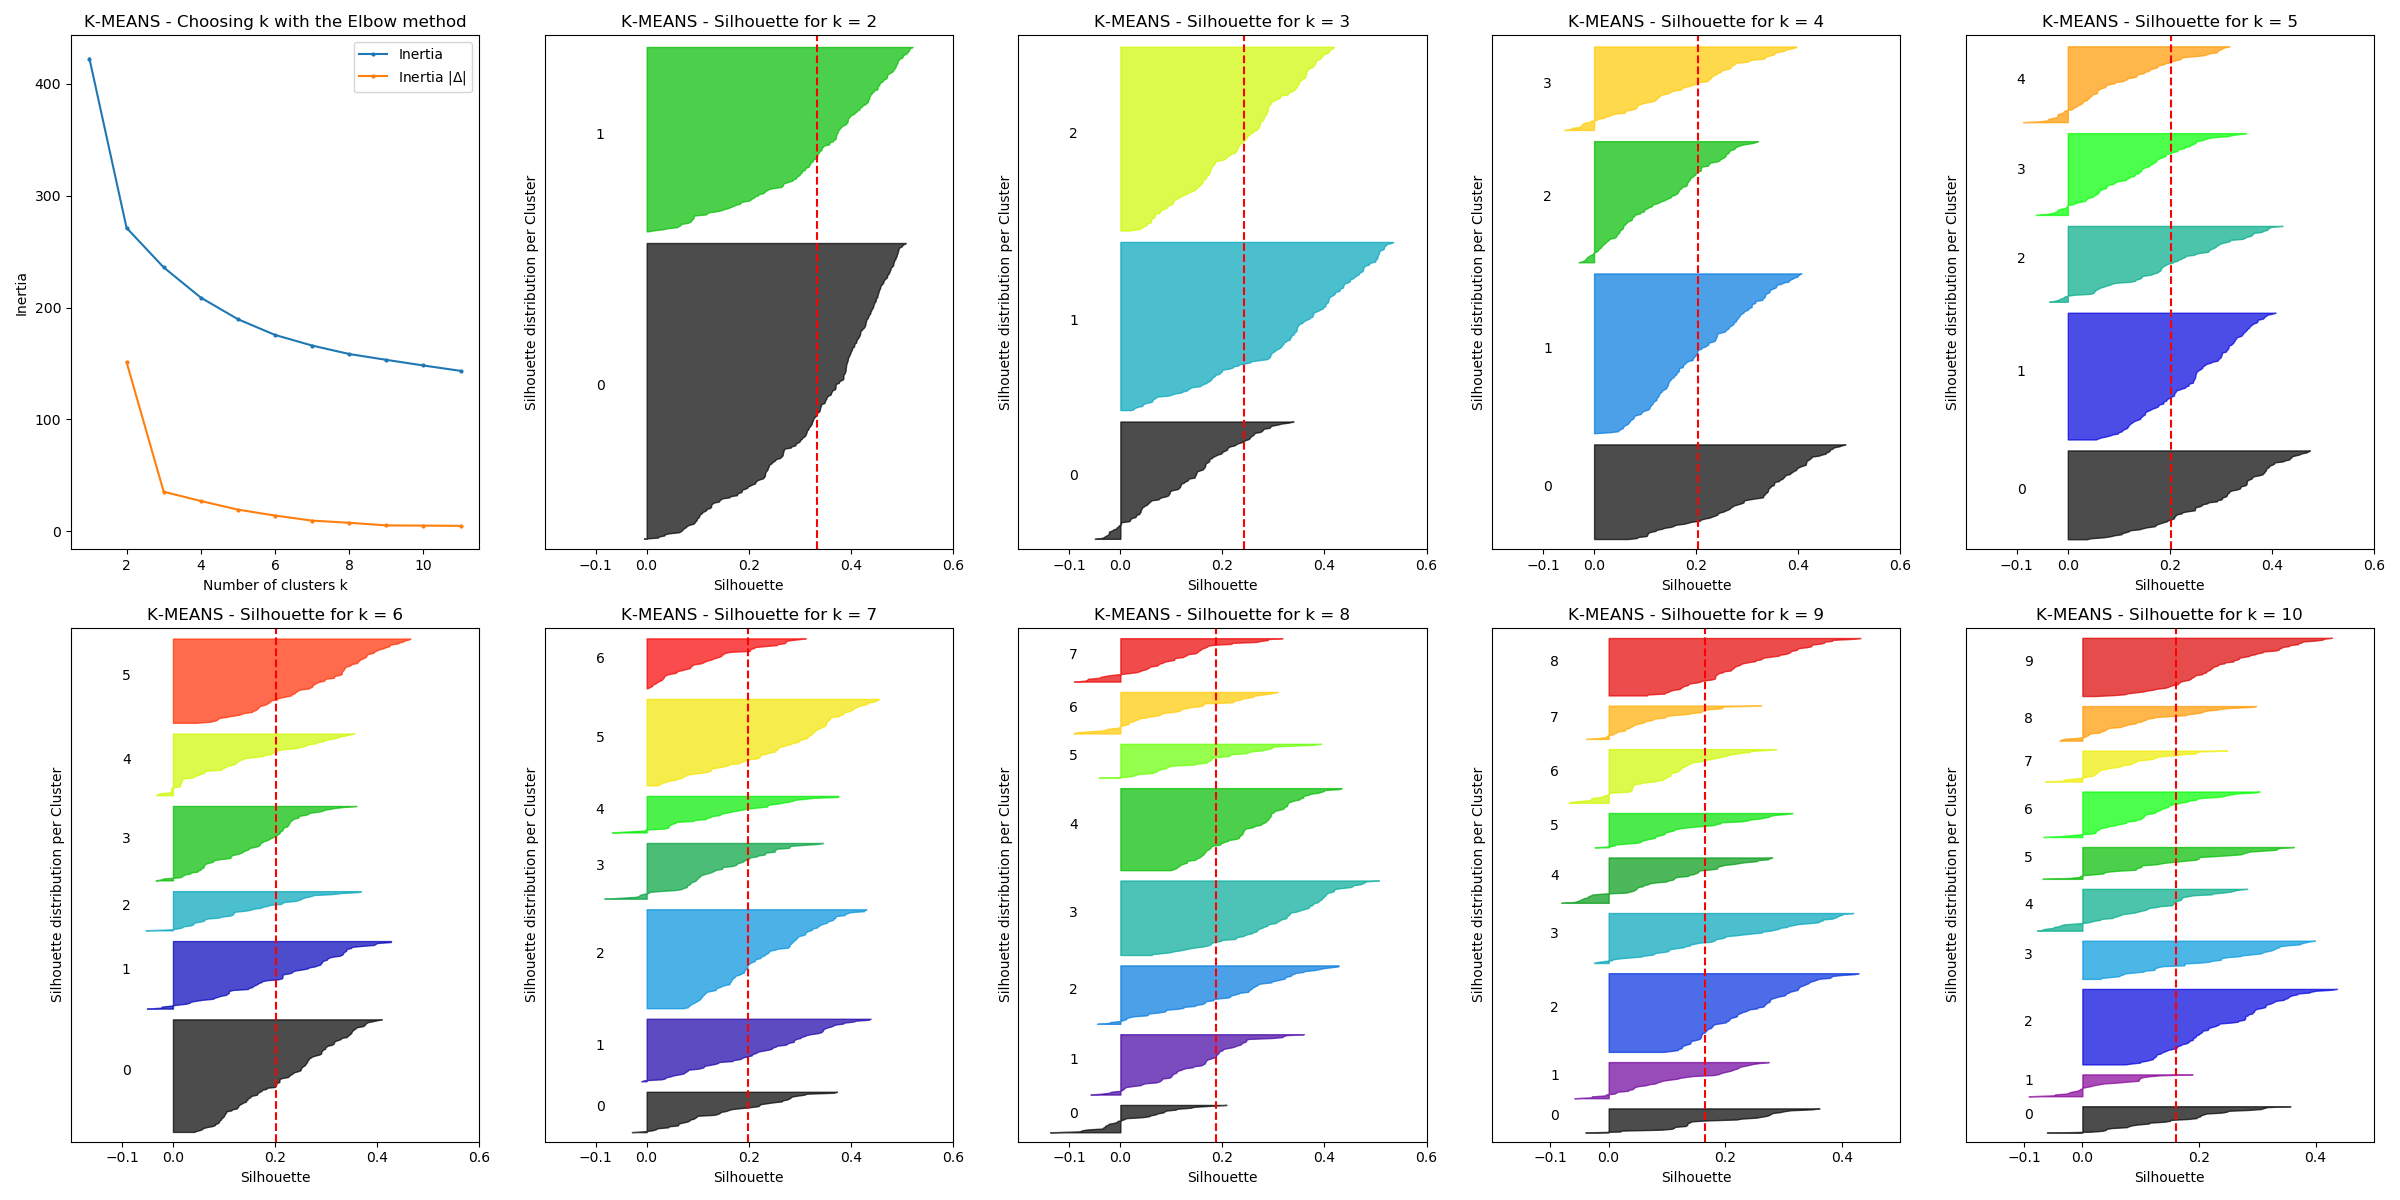 K-MEANS - Choosing k with the Elbow method
Inertia
Inertia |Δ|
400
300
200
100
0
Inertia
2 4 6 8 10
Number of clusters k
K-MEANS - Silhouette for k = 2
1
0
Silhouette distribution per Cluster
−0.1 0.0 0.2 0.4 0.6
Silhouette
K-MEANS - Silhouette for k = 3
2
1
0
Silhouette distribution per Cluster
−0.1 0.0 0.2 0.4 0.6
Silhouette
K-MEANS - Silhouette for k = 4
3
2
1
0
Silhouette distribution per Cluster
−0.1 0.0 0.2 0.4 0.6
Silhouette
K-MEANS - Silhouette for k = 5
4
3
2
1
0
Silhouette distribution per Cluster
−0.1 0.0 0.2 0.4 0.6
Silhouette
K-MEANS - Silhouette for k = 6
5
4
3
2
1
0
Silhouette distribution per Cluster
−0.1 0.0 0.2 0.4 0.6
Silhouette
K-MEANS - Silhouette for k = 7
6
5
4
3
2
1
0
Silhouette distribution per Cluster
−0.1 0.0 0.2 0.4 0.6
Silhouette
K-MEANS - Silhouette for k = 8
7
6
5
4
3
2
1
0
Silhouette distribution per Cluster
−0.1 0.0 0.2 0.4 0.6
Silhouette
K-MEANS - Silhouette for k = 9
8
7
6
5
4
3
2
1
0
Silhouette distribution per Cluster
−0.1 0.0 0.2 0.4
Silhouette
K-MEANS - Silhouette for k = 10
9
8
7
6
5
4
3
2
1
0
Silhouette distribution per Cluster
−0.1 0.0 0.2 0.4
Silhouette